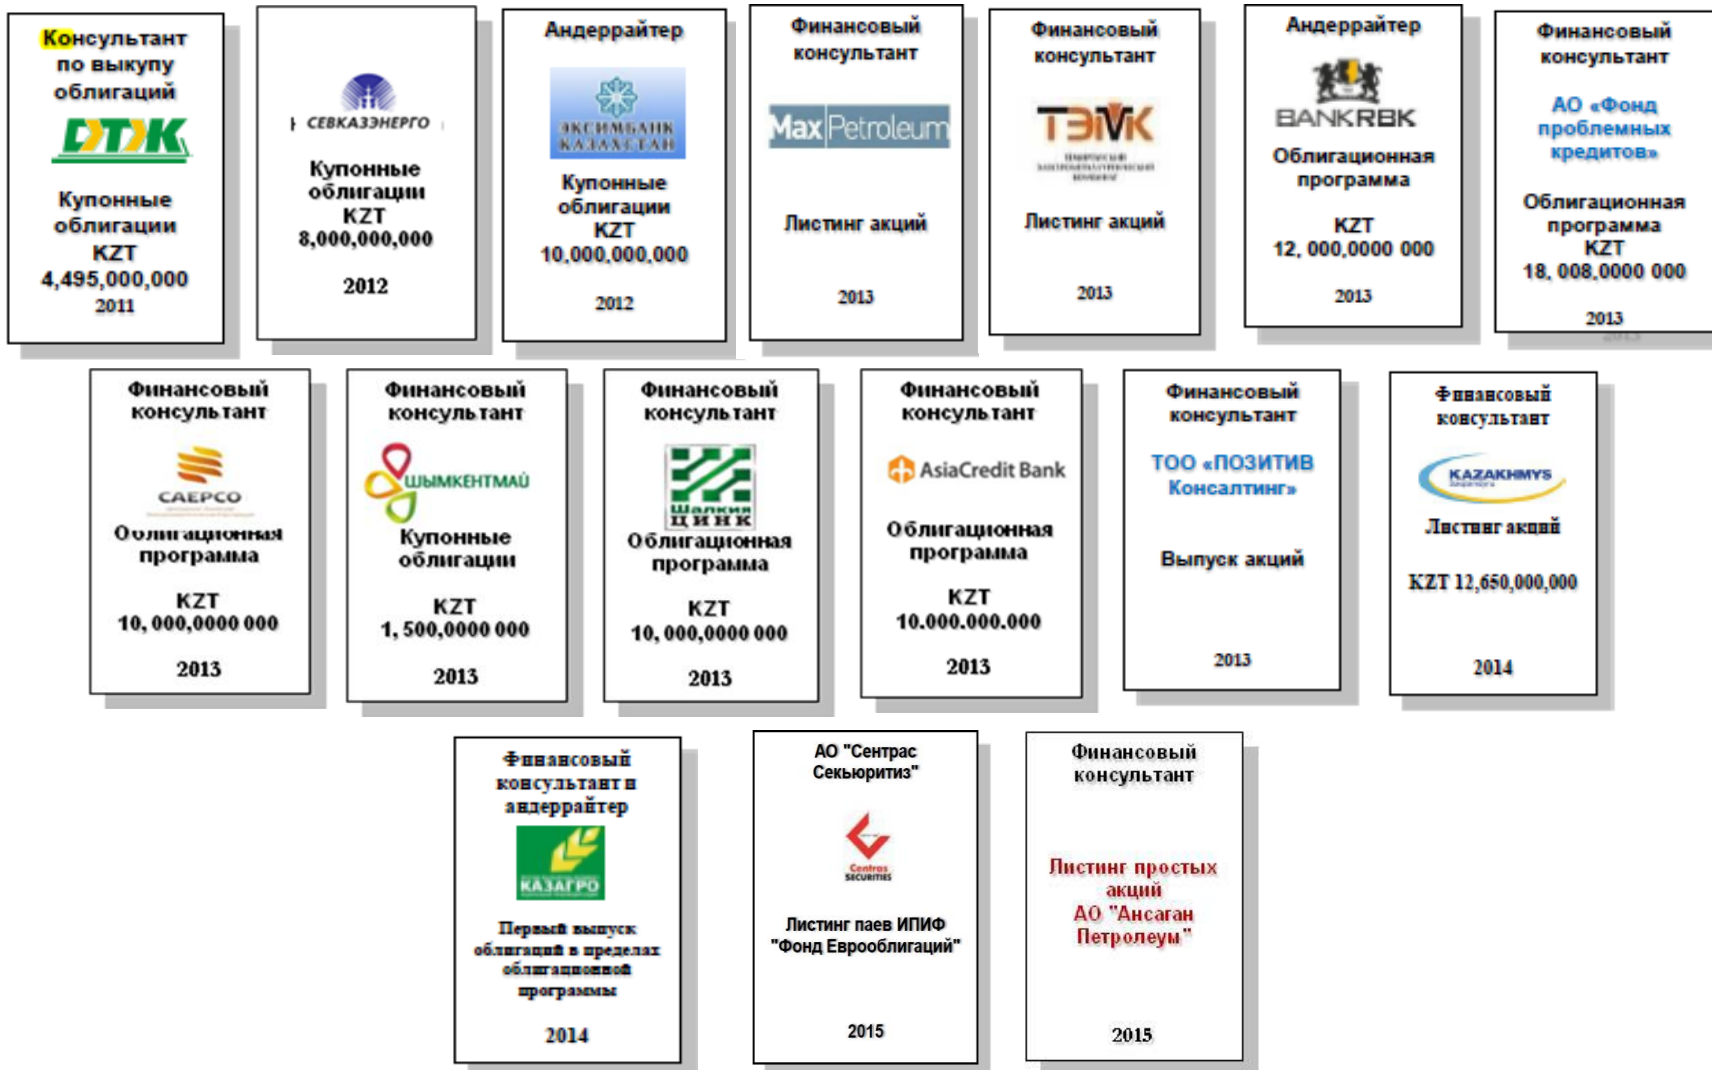 Консультант
по выкупу
облигаций
ДТЖ
Купонные
облигации
KZT
4,495,000,000
2011
СЕВКАЗЭНЕРГО
Купонные
облигации
KZT
8,000,000,000
2012
Андеррайтер
ЭКСИМБАНК
КАЗАХСТАН
Купонные
облигации
KZT
10,000,000,000
2012
Финансовый
консультант
Max Petroleum
Листинг акций
2013
Финансовый
консультант
ТЭМК
Листинг акций
2013
Андеррайтер
BANKRBK
Облигационная
программа
KZT
12, 000,0000 000
2013
Финансовый
консультант
АО «Фонд
проблемных
кредитов»
Облигационная
программа
KZT
18, 008,0000 000
2013
Финансовый
консультант
CAEPCO
Облигационная
программа
KZT
10, 000,0000 000
2013
Финансовый
консультант
ШЫМКЕНТМАЙ
Купонные
облигации
KZT
1, 500,0000 000
2013
Финансовый
консультант
Шалкия
ЦИНК
Облигационная
программа
KZT
10, 000,0000 000
2013
Финансовый
консультант
AsiaCredit Bank
Облигационная
программа
KZT
10.000.000.000
2013
Финансовый
консультант
ТОО «ПОЗИТИВ
Консалтинг»
Выпуск акций
2013
Финансовый
консультант
KAZAKHMYS
Листинг акций
KZT 12,650,000,000
2014
Финансовый
консультант и
андеррайтер
КАЗАГРО
Первый выпуск
облигаций в пределах
облигационной
программы
2014
АО "Сентрас
Секьюритиз"
Centras
SECURITIES
Листинг паев ИПИФ
"Фонд Еврооблигаций"
2015
Финансовый
консультант
Листинг простых
акций
АО "Ансаган
Петролеум"
2015